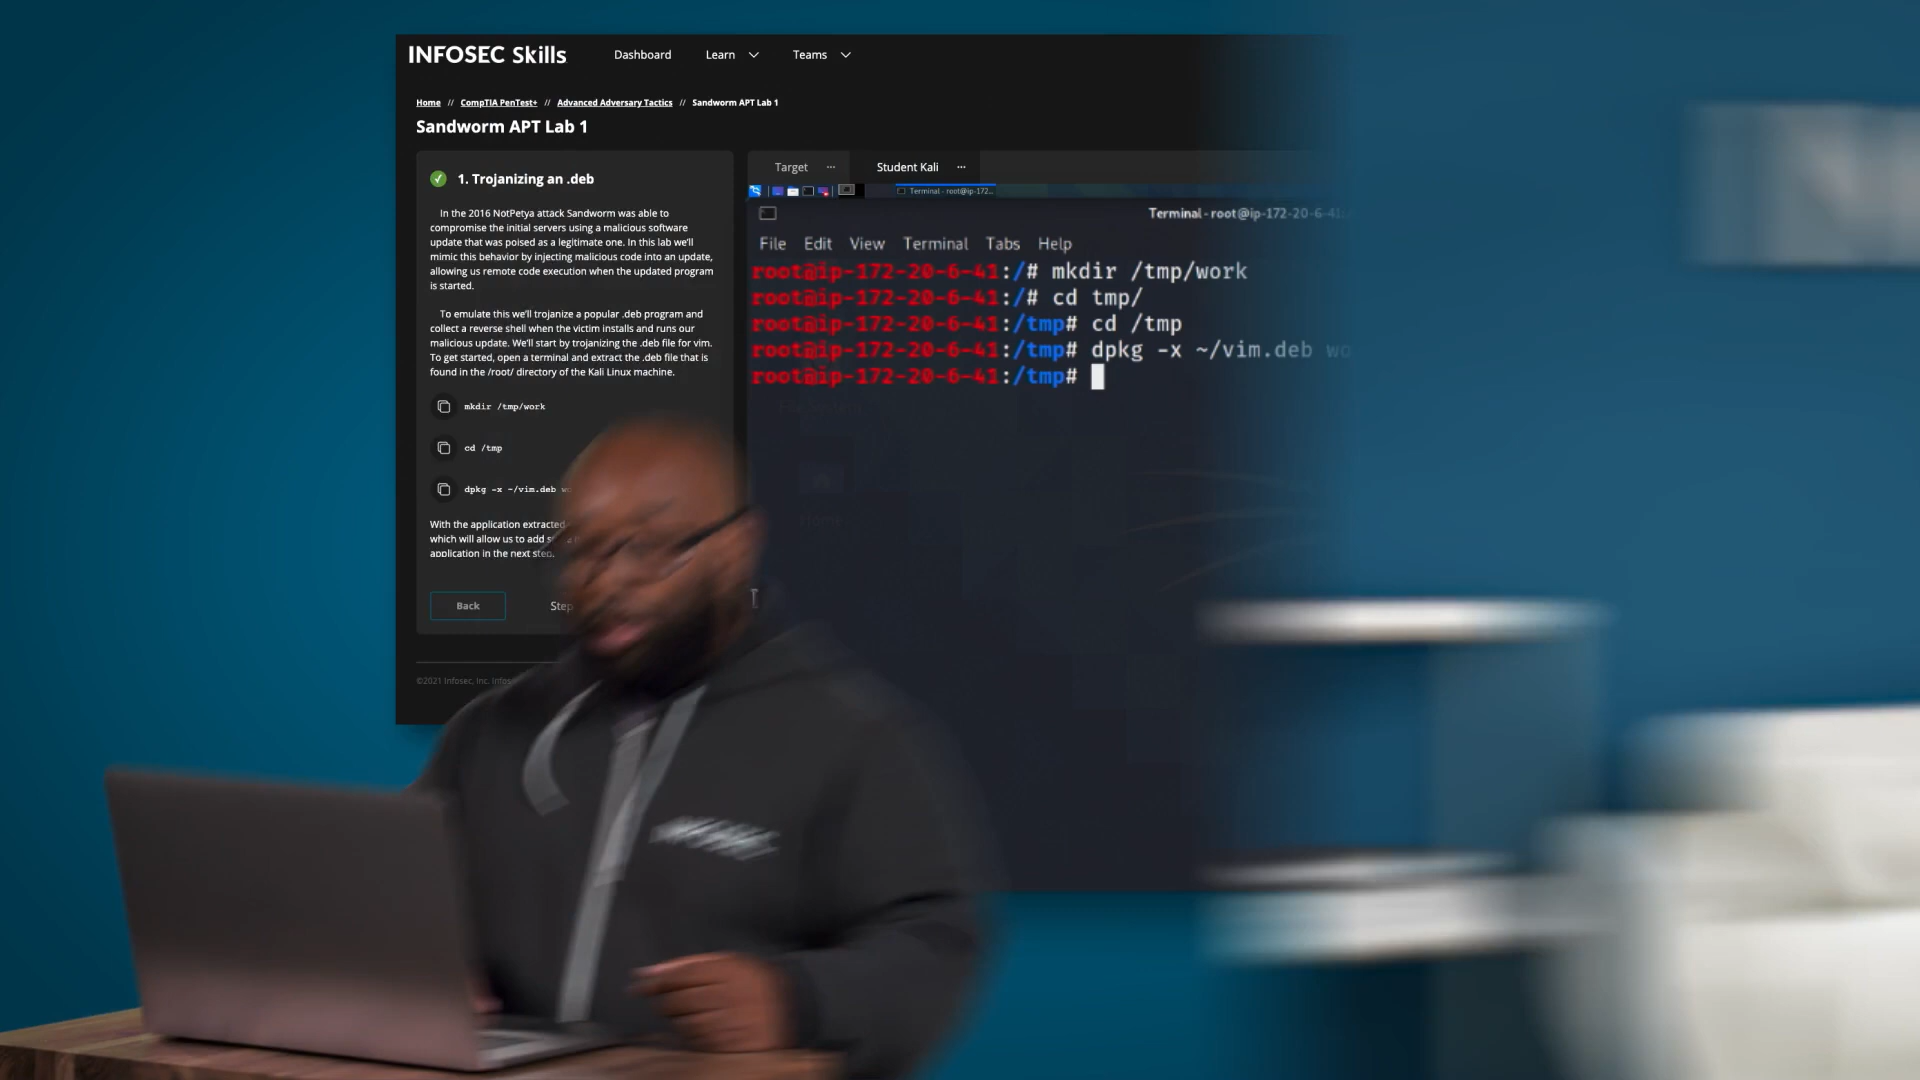 INFOSEC Skills
Dashboard
Learn
Teams
Home // CompTIA PenTest+ // Advanced Adversary Tactics // Sandworm APT Lab 1
Sandworm APT Lab 1
1. Trojanizing an .deb
In the 2016 NotPetya attack Sandworm was able to
compromise the initial servers using a malicious software
update that was poised as a legitimate one. In this lab we'll
mimic this behavior by injecting malicious code into an update,
allowing us remote code execution when the updated program
is started.
To emulate this we'll trojanize a popular .deb program and
collect a reverse shell when the victim installs and runs our
malicious update. We'll start by trojanizing the .deb file for vim.
To get started, open a terminal and extract the .deb file that is
found in the /root/ directory of the Kali Linux machine.
mkdir /tmp/work
cd /tmp
dpkg -x ~/vim.deb
With the application extracted
which will allow us to add
application in the next step.
Back
Step
©2021 Infosec, Inc.
Target
Student Kali
Terminal - root@ip-172...
Terminal - root@ip-172-20-6-41
File Edit View Terminal Tabs Help
root@ip-172-20-6-41:/# mkdir /tmp/work
root@ip-172-20-6-41:/# cd tmp/
root@ip-172-20-6-41:/tmp# cd /tmp
root@ip-172-20-6-41:/tmp# dpkg -x ~/vim.deb wo
root@ip-172-20-6-41:/tmp#
INFOSEC